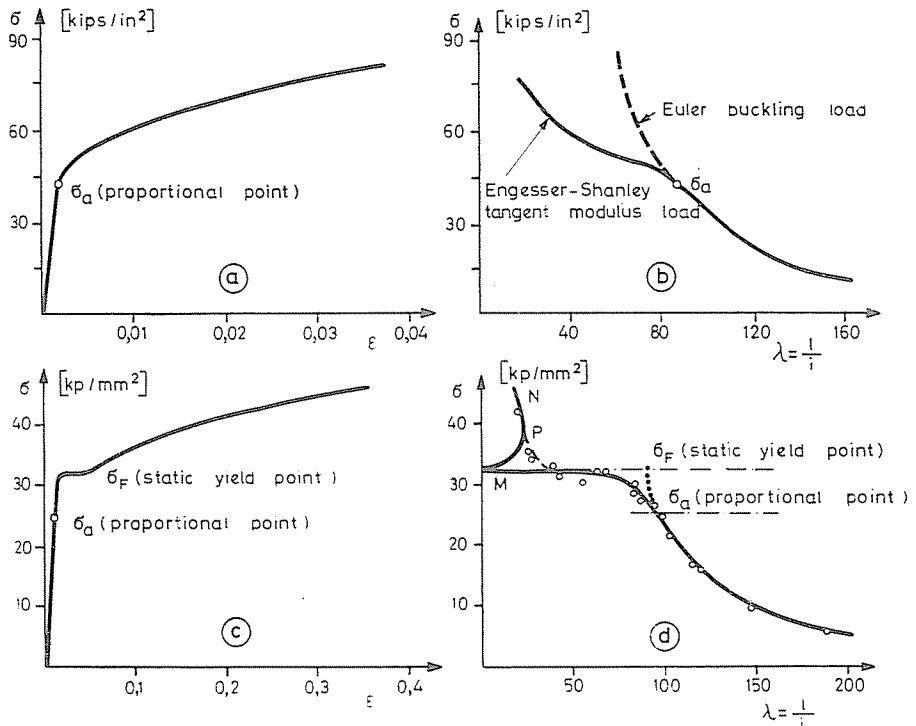 σ [kips/in²]
90
60
30
σa (proportional point)
a
0,01 0,02 0,03 0,04
ε
σ [kips/in²]
90
60
30
Euler buckling load
σa
Engesser-Shanley
tangent modulus load
b
40 80 120 160
λ = l/i
σ [kp/mm²]
40
30
20
10
σF (static yield point)
σa (proportional point)
c
0,1 0,2 0,3 0,4
ε
σ [kp/mm²]
40
30
20
10
N
P
M
σF (static yield point)
σa (proportional point)
d
50 100 150 200
λ = l/i